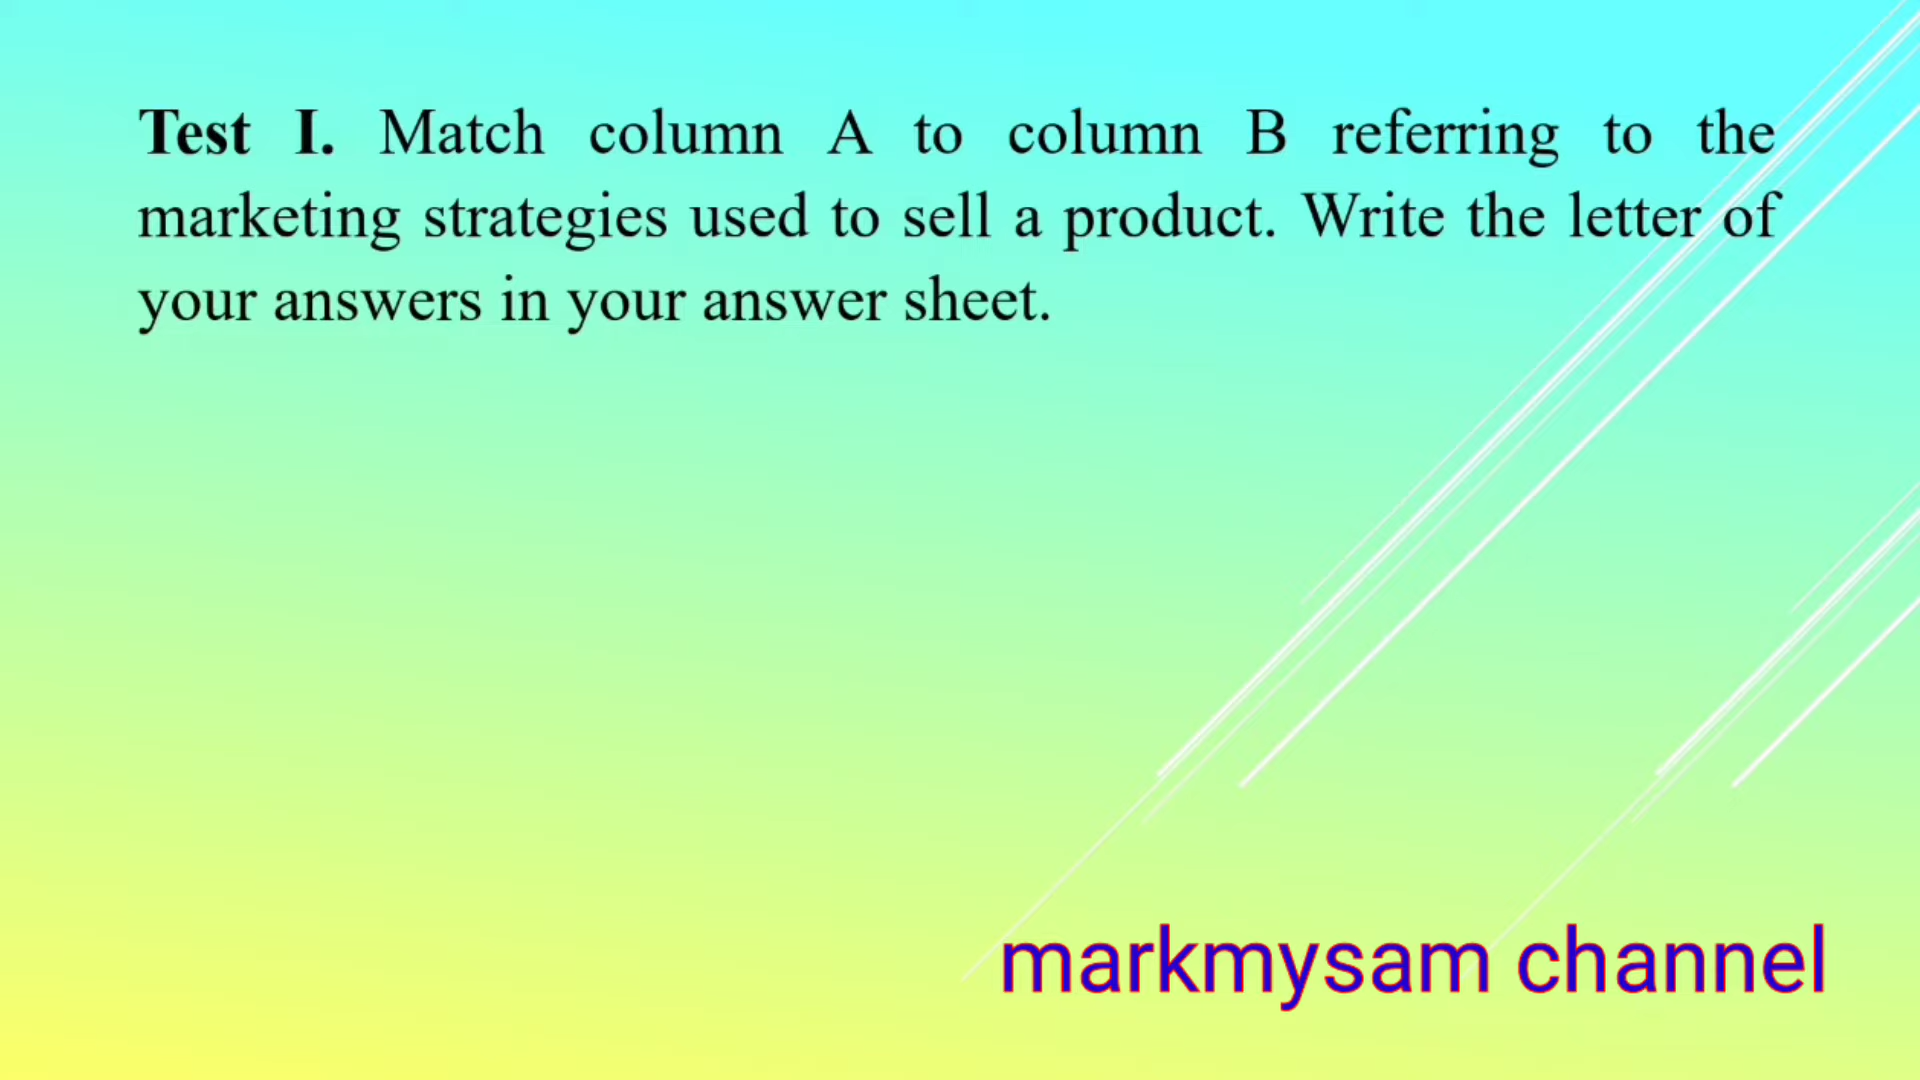 Test I. Match column A to column B referring to the
marketing strategies used to sell a product. Write the letter of
your answers in your answer sheet.
markmysam channel